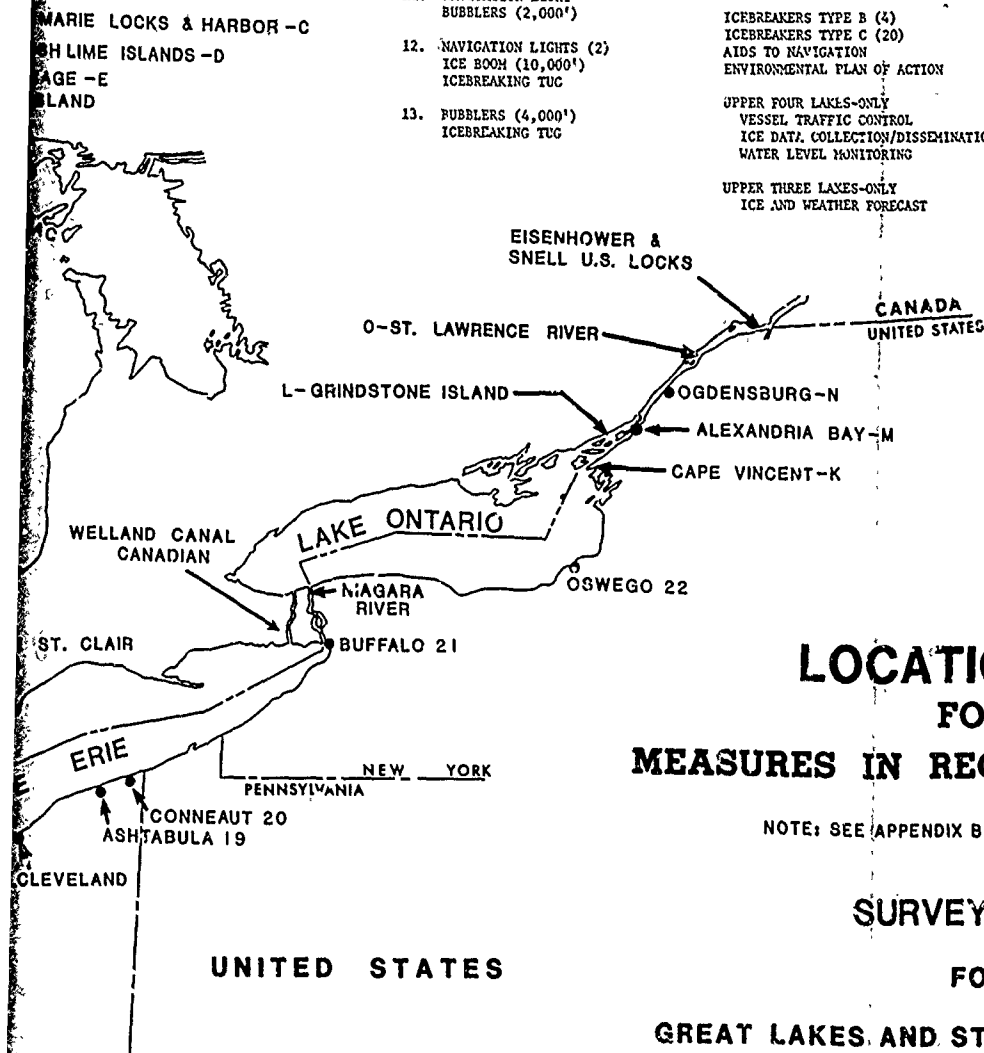 MARIE LOCKS & HARBOR -C
SH LIME ISLANDS -D
AGE -E
SLAND
BUBBLERS (2,000')
12. NAVIGATION LIGHTS (2)
ICE BOOM (10,000')
ICEBREAKING TUG
13. BUBBLERS (4,000')
ICEBREAKING TUG
ICEBREAKERS TYPE B (4)
ICEBREAKERS TYPE C (20)
AIDS TO NAVIGATION
ENVIRONMENTAL PLAN OF ACTION
UPPER FOUR LAKES-ONLY
VESSEL TRAFFIC CONTROL
ICE DATA COLLECTION/DISSEMINATIO
WATER LEVEL MONITORING
UPPER THREE LAKES-ONLY
ICE AND WEATHER FORECAST
EISENHOWER &
SNELL U.S. LOCKS
CANADA
UNITED STATES
O-ST. LAWRENCE RIVER
L-GRINDSTONE ISLAND
OGDENSBURG-N
ALEXANDRIA BAY-M
CAPE VINCENT-K
LAKE ONTARIO
WELLAND CANAL
CANADIAN
NIAGARA
RIVER
OSWEGO 22
ST. CLAIR
BUFFALO 21
ERIE
NEW YORK
PENNSYLVANIA
CONNEAUT 20
ASHTABULA 19
CLEVELAND
UNITED STATES
LOCATIO
FO
MEASURES IN REC
NOTE: SEE APPENDIX B
SURVEY
FO
GREAT LAKES AND ST